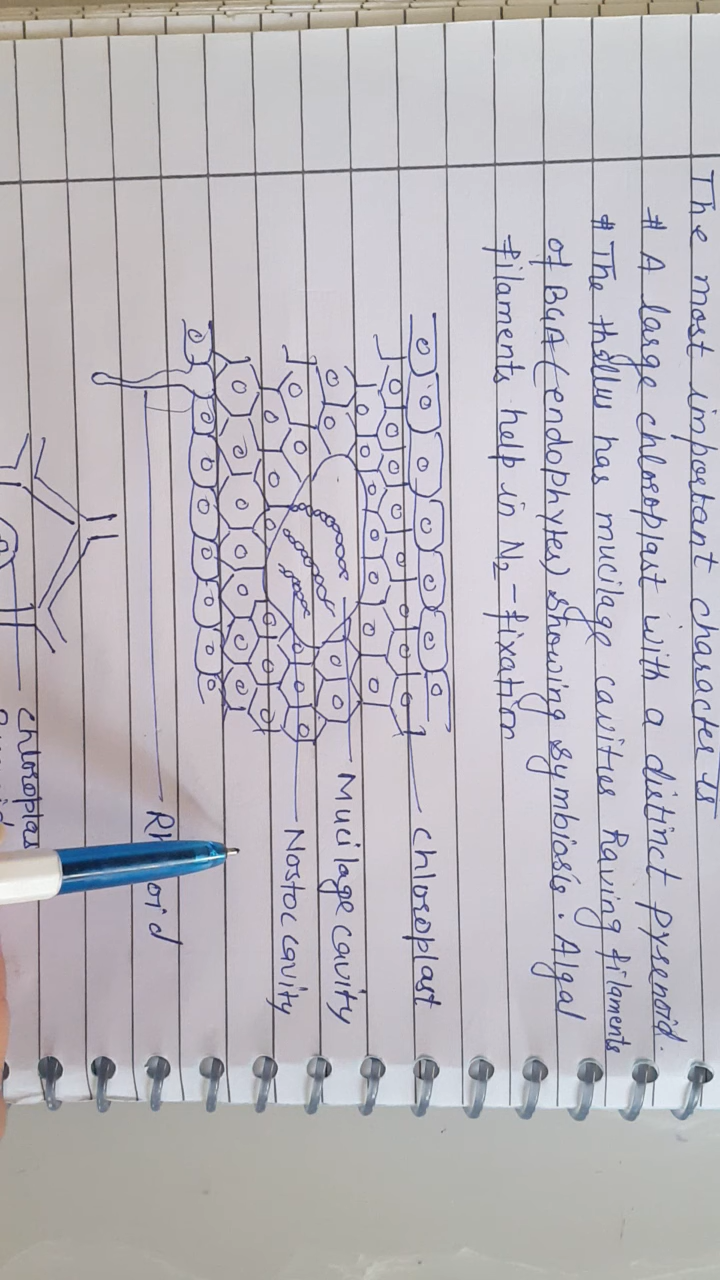 The most important character is
# A large chloroplast with a distinct pyrenoid.
# The thallus has mucilage cavities having filaments
of BGA (endophytes) showing symbiosis. Algal
filaments help in N2-fixation
Chloroplast
Mucilage cavity
Nostoc cavity
chloroplas